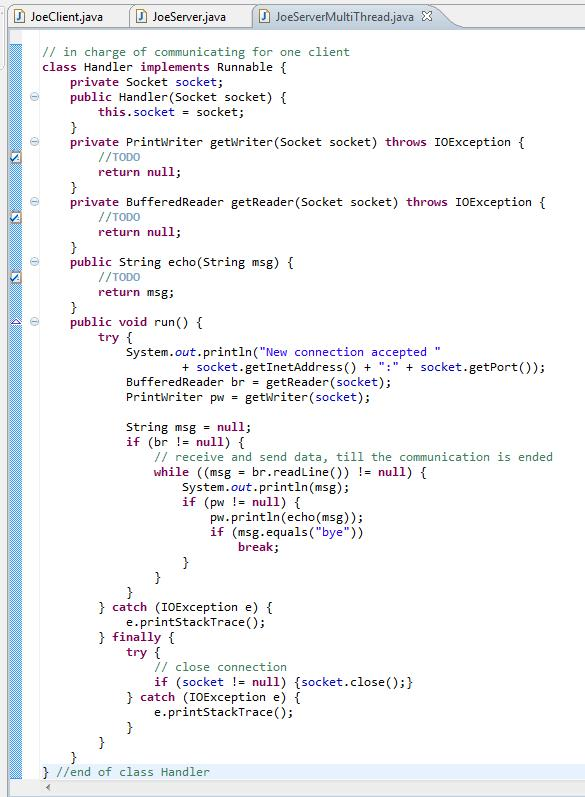 JoeClient.java JoeServer.java JoeServerMultiThread.java
// in charge of communicating for one client
class Handler implements Runnable {
    private Socket socket;
    public Handler(Socket socket) {
        this.socket = socket;
    }
    private PrintWriter getWriter(Socket socket) throws IOException {
        //TODO
        return null;
    }
    private BufferedReader getReader(Socket socket) throws IOException {
        //TODO
        return null;
    }
    public String echo(String msg) {
        //TODO
        return msg;
    }
    public void run() {
        try {
            System.out.println("New connection accepted "
                    + socket.getInetAddress() + ":" + socket.getPort());
            BufferedReader br = getReader(socket);
            PrintWriter pw = getWriter(socket);

            String msg = null;
            if (br != null) {
                // receive and send data, till the communication is ended
                while ((msg = br.readLine()) != null) {
                    System.out.println(msg);
                    if (pw != null) {
                        pw.println(echo(msg));
                        if (msg.equals("bye"))
                            break;
                    }
                }
            }
        } catch (IOException e) {
            e.printStackTrace();
        } finally {
            try {
                // close connection
                if (socket != null) {socket.close();}
            } catch (IOException e) {
                e.printStackTrace();
            }
        }
    }
} //end of class Handler